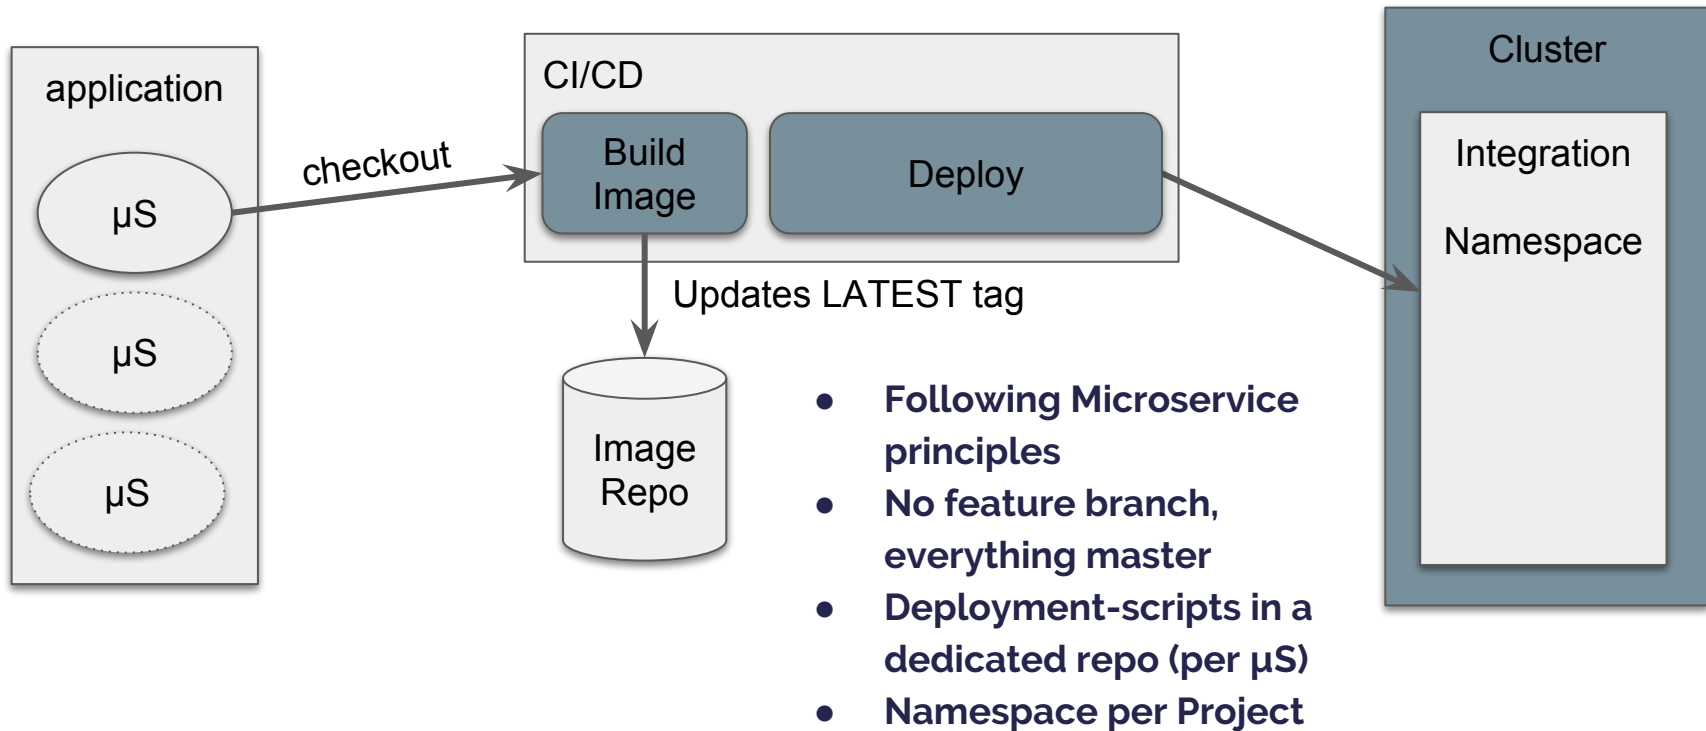 application
µS
µS
µS
checkout
CI/CD
Build
Image
Deploy
Updates LATEST tag
Image
Repo
Cluster
Integration
Namespace
● Following Microservice
principles
● No feature branch,
everything master
● Deployment-scripts in a
dedicated repo (per µS)
● Namespace per Project